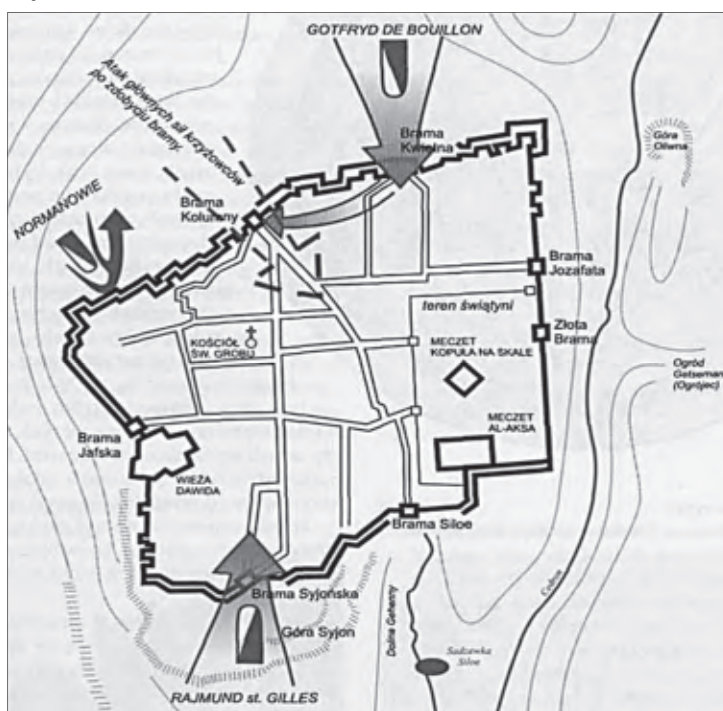 GOTFRYD DE BOUILLON
Atak głównych sił krzyżowców
po zdobyciu bramy.
Brama
Kwietna
Góra
Oliwna
NORMANOWIE
Brama
Kolumny
Brama
Jozafata
teren świątyni
Złota
Brama
KOŚCIÓŁ
ŚW. GROBU
MECZET
KOPUŁA NA SKALE
Ogród
Getsemani
(Ogrójec)
MECZET
AL-AKSA
Brama
Jafska
WIEŻA
DAWIDA
Brama Siloe
Brama Syjońska
Góra Syjon
Dolina Gehenny
Cedron
Sadzawka
Siloe
RAJMUND st. GILLES